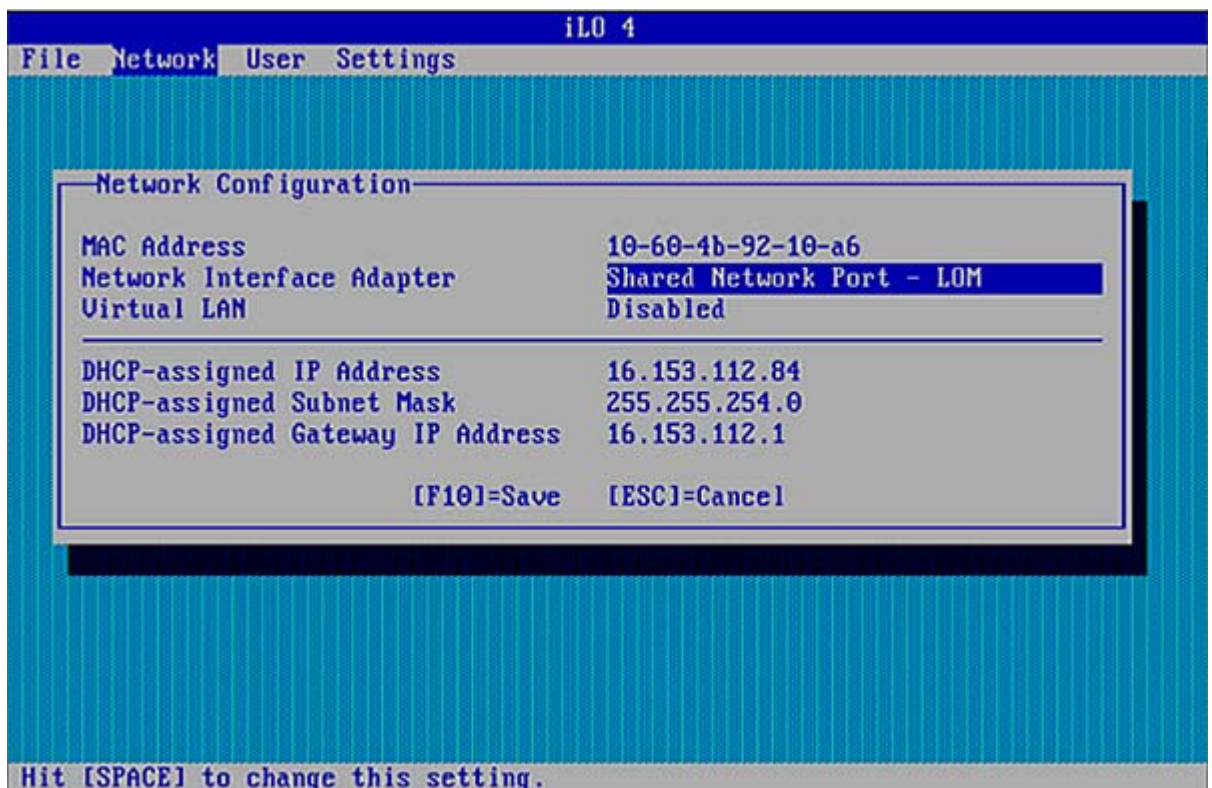 iLO 4
File Network User Settings
Network Configuration
MAC Address 10-60-4b-92-10-a6
Network Interface Adapter Shared Network Port - LOM
Virtual LAN Disabled
DHCP-assigned IP Address 16.153.112.84
DHCP-assigned Subnet Mask 255.255.254.0
DHCP-assigned Gateway IP Address 16.153.112.1
[F10]=Save [ESC]=Cancel
Hit [SPACE] to change this setting.